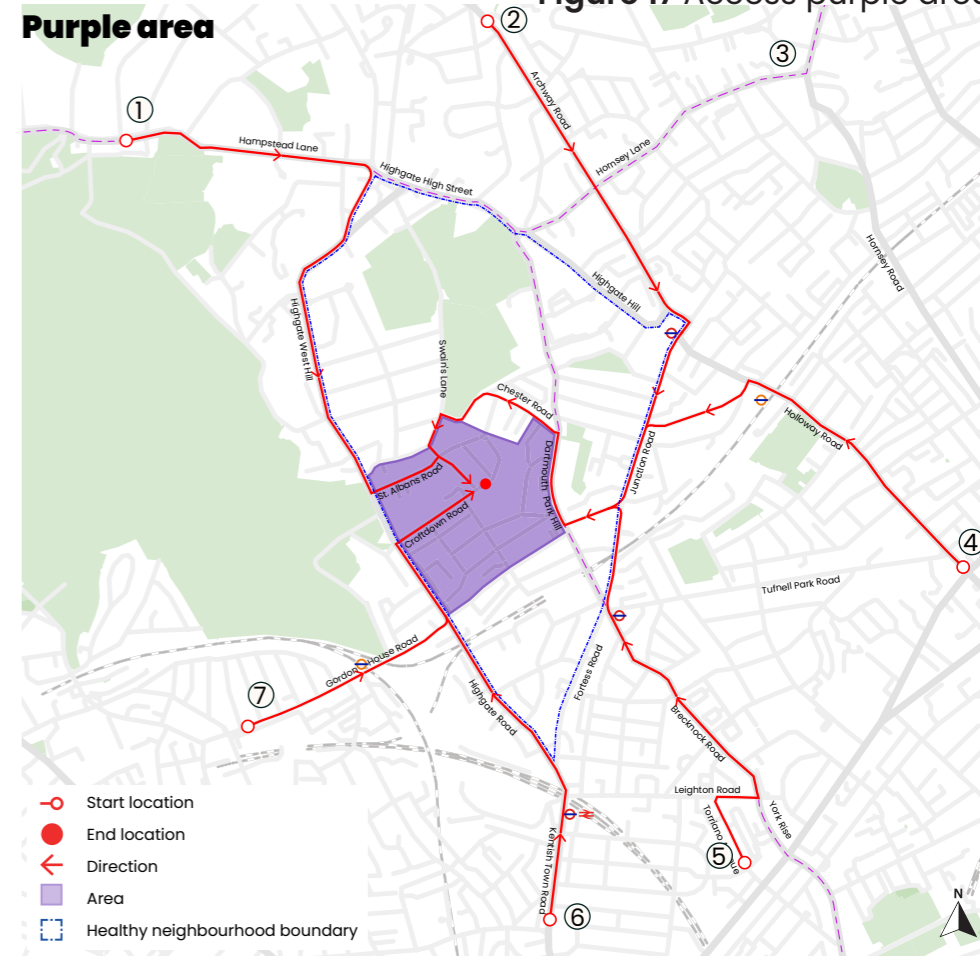 Figure 17 Access purple area
Purple area
2
3
1
Archway Road
Hampstead Lane
Hornsey Lane
Highgate High Street
Hornsey Road
Highgate Hill
Highgate West Hill
Swain's Lane
Chester Road
Holloway Road
Junction Road
Dartmouth Park Hill
St. Albans Road
Croftdown Road
4
Tufnell Park Road
Gordon House Road
Fortess Road
7
Highgate Road
Brecknock Road
Leighton Road
York Rise
Torriano Avenue
5
Kentish Town Road
6
Start location
End location
Direction
Area
Healthy neighbourhood boundary
N